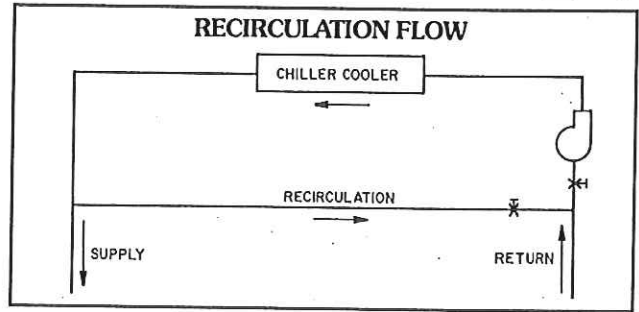 RECIRCULATION FLOW
CHILLER COOLER
RECIRCULATION
SUPPLY
RETURN